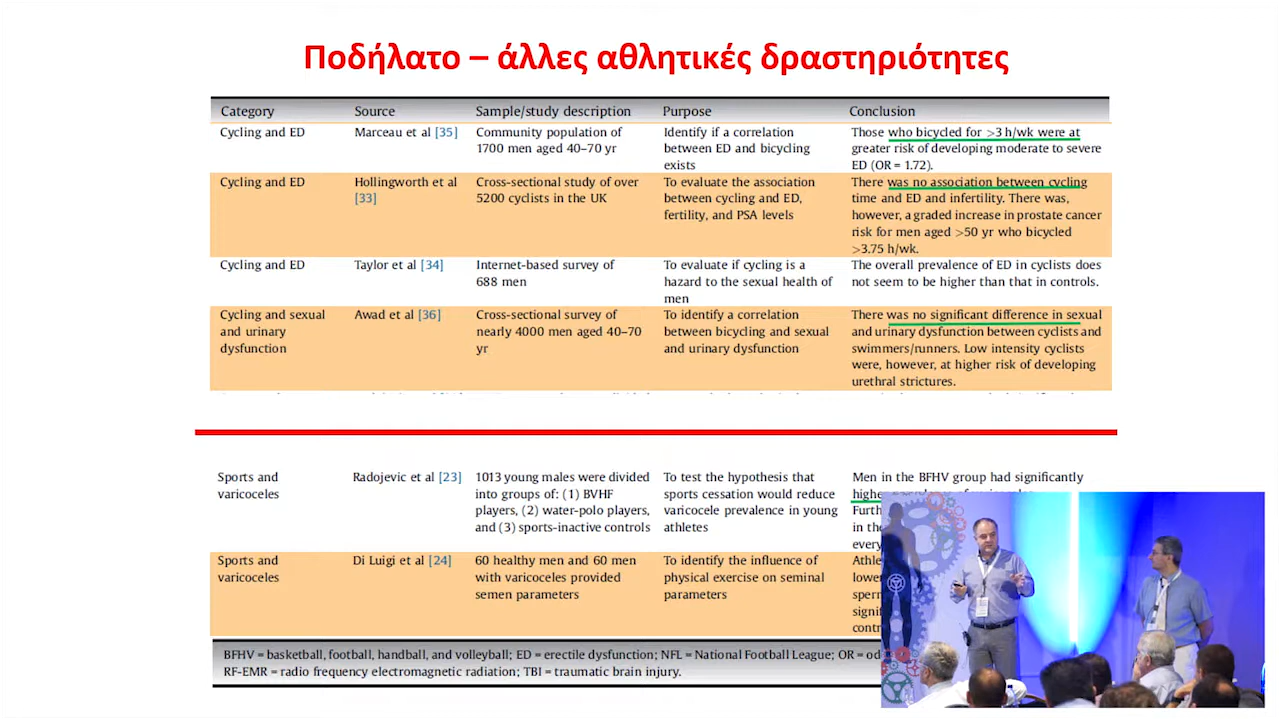 Ποδήλατο – άλλες αθλητικές δραστηριότητες
Category Source Sample/study description Purpose Conclusion
Cycling and ED Marceau et al [35] Community population of Identify if a correlation Those who bicycled for >3 h/wk were at
1700 men aged 40–70 yr between ED and bicycling greater risk of developing moderate to severe
exists ED (OR = 1.72).
Cycling and ED Hollingworth et al Cross-sectional study of over To evaluate the association There was no association between cycling
[33] 5200 cyclists in the UK between cycling and ED, time and ED and infertility. There was,
fertility, and PSA levels however, a graded increase in prostate cancer
risk for men aged >50 yr who bicycled
>3.75 h/wk.
Cycling and ED Taylor et al [34] Internet-based survey of To evaluate if cycling is a The overall prevalence of ED in cyclists does
688 men hazard to the sexual health of not seem to be higher than that in controls.
men
Cycling and sexual Awad et al [36] Cross-sectional survey of To identify a correlation There was no significant difference in sexual
and urinary nearly 4000 men aged 40–70 between bicycling and sexual and urinary dysfunction between cyclists and
dysfunction yr and urinary dysfunction swimmers/runners. Low intensity cyclists
were, however, at higher risk of developing
urethral strictures.
Sports and Radojevic et al [23] 1013 young males were divided To test the hypothesis that Men in the BFHV group had significantly
varicoceles into groups of: (1) BVHF sports cessation would reduce
players, (2) water-polo players, varicocele prevalence in young
and (3) sports-inactive controls athletes in the
Sports and Di Luigi et al [24] 60 healthy men and 60 men To identify the influence of
varicoceles with varicoceles provided physical exercise on seminal
semen parameters parameters
BFHV = basketball, football, handball, and volleyball; ED = erectile dysfunction; NFL = National Football League; OR =
RF-EMR = radio frequency electromagnetic radiation; TBI = traumatic brain injury.